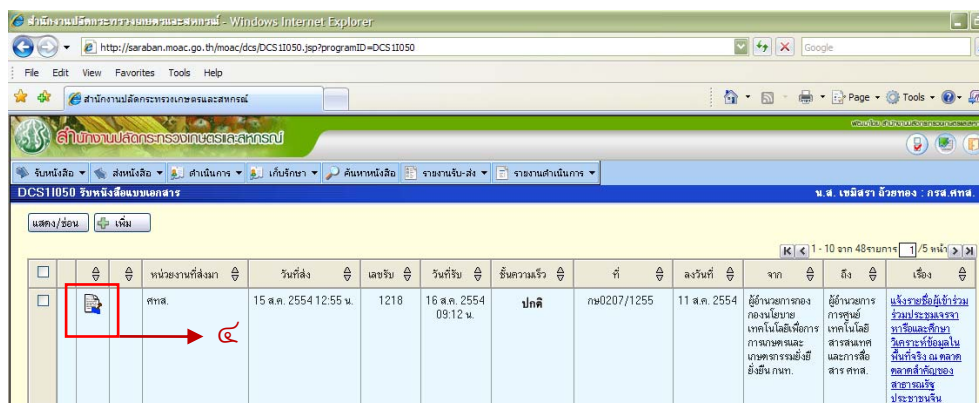 สำนักงานปลัดกระทรวงเกษตรและสหกรณ์ - Windows Internet Explorer
http://saraban.moac.go.th/moac/dcs/DCS1I050.jsp?programID=DCS1I050
Google
File Edit View Favorites Tools Help
สำนักงานปลัดกระทรวงเกษตรและสหกรณ์
Page Tools
สำนักงานปลัดกระทรวงเกษตรและสหกรณ์
รับหนังสือ ส่งหนังสือ สำเนินการ เก็บรักษา ค้นหาหนังสือ รายงานรับ-ส่ง รายงานดำเนินการ
DCS1I050 รับหนังสือแบบเอกสาร น.ส. เขมิสรา ถ้วยทอง : กรส.ศทส.
แสดง/ซ่อน เพิ่ม
1 - 10 จาก 48รายการ 1 /5 หน้า
หน่วยงานที่ส่งมา วันที่ส่ง เลขรับ วันที่รับ ชั้นความเร็ว ที่ ลงวันที่ จาก ถึง เรื่อง
ศทส. 15 ส.ค. 2554 12:55 น. 1218 16 ส.ค. 2554 09:12 น. ปกติ กษ0207/1255 11 ส.ค. 2554
ผู้อำนวยการกอง
กองนโยบาย
เทคโนโลยีเพื่อการ
การเกษตรและ
เกษตรกรรมยั่งยื
ยั่งยืน กนท.
ผู้อำนวยการ
การศูนย์
เทคโนโลยี
สารสนเทศ
และการสื่อ
สาร ศทส.
แจ้งรายชื่อผู้เข้าร่วม
ร่วมประชุมเจรจา
หารือและศึกษา
วิเคราะห์ข้อมูลใน
พื้นที่จริง ณ ตลาด
ตลาดสำคัญของ
สาธารณรัฐ
ประชาชนจีน
๔